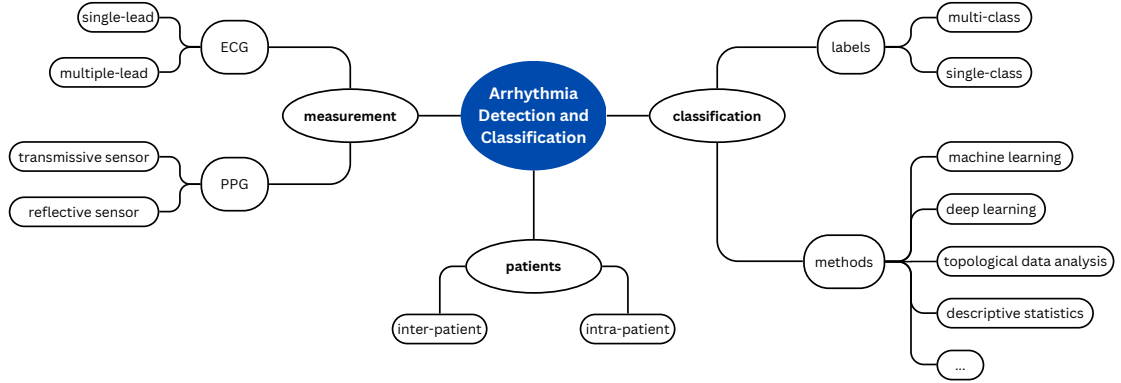 single-lead
multiple-lead
ECG
transmissive sensor
reflective sensor
PPG
measurement
Arrhythmia
Detection and
Classification
patients
inter-patient
intra-patient
classification
labels
multi-class
single-class
methods
machine learning
deep learning
topological data analysis
descriptive statistics
...